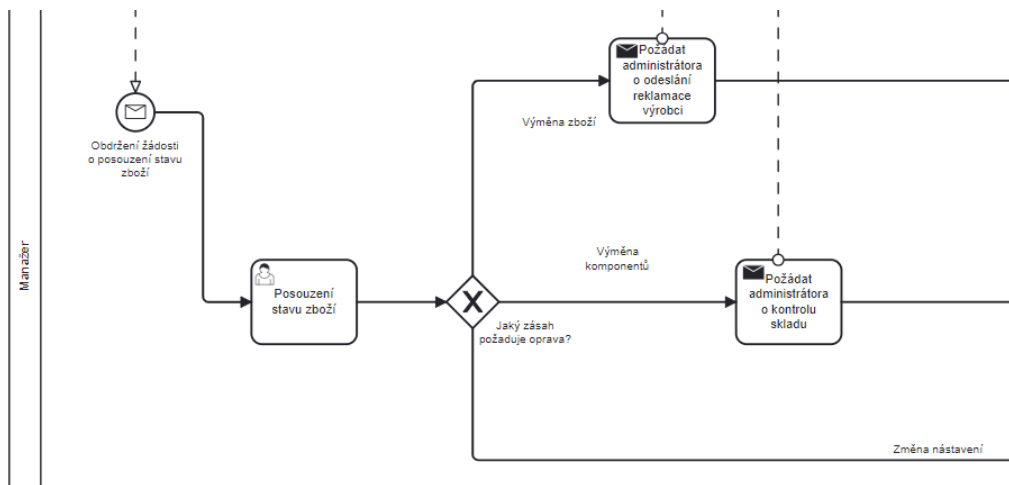 Manažer
Obdržení žádosti
o posouzení stavu
zboží
Posouzení
stavu zboží
X
Jaký zásah
požaduje oprava?
Výměna zboží
Požádat
administrátora
o odeslání
reklamace
výrobci
Výměna
komponentů
Požádat
administrátora
o kontrolu
skladu
Změna nástavení